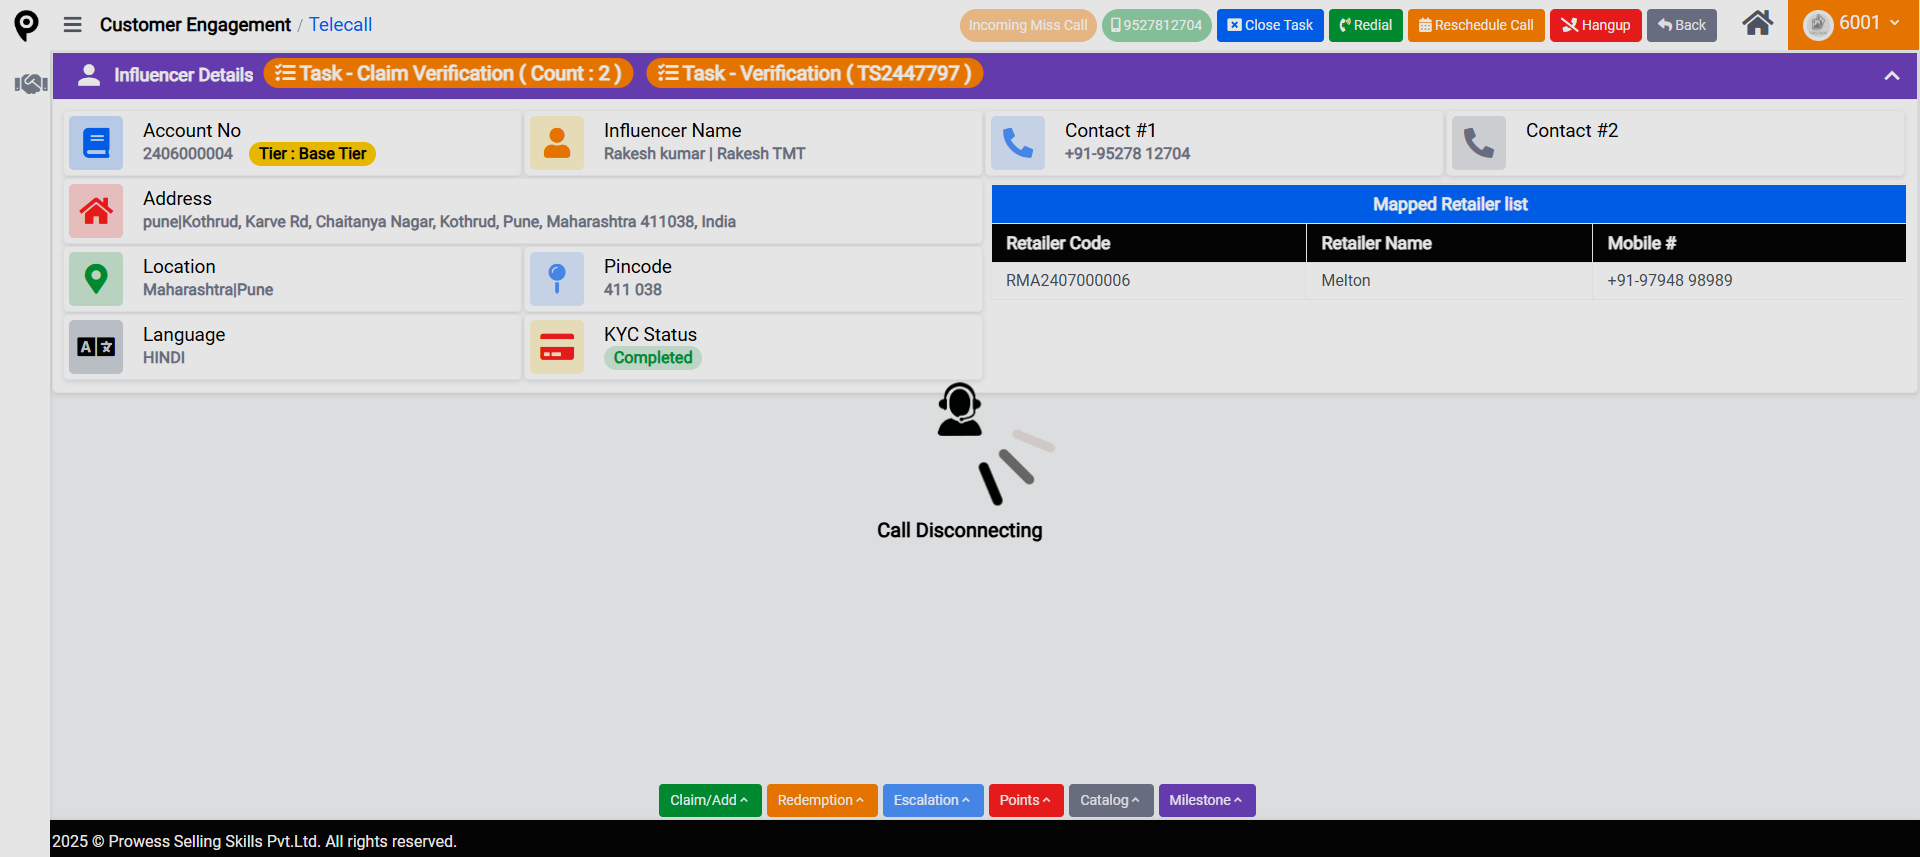 Customer Engagement / Telecall
Incoming Miss Call
9527812704
Close Task
Redial
Reschedule Call
Hangup
Back
6001
Influencer Details
Task - Claim Verification ( Count : 2 )
Task - Verification ( TS2447797 )
Account No
2406000004 Tier : Base Tier
Influencer Name
Rakesh kumar | Rakesh TMT
Contact #1
+91-95278 12704
Contact #2
Address
pune|Kothrud, Karve Rd, Chaitanya Nagar, Kothrud, Pune, Maharashtra 411038, India
Location
Maharashtra|Pune
Pincode
411 038
Language
HINDI
KYC Status
Completed
Mapped Retailer list
Retailer Code Retailer Name Mobile #
RMA2407000006 Melton +91-97948 98989
Call Disconnecting
Claim/Add
Redemption
Escalation
Points
Catalog
Milestone
2025 © Prowess Selling Skills Pvt.Ltd. All rights reserved.